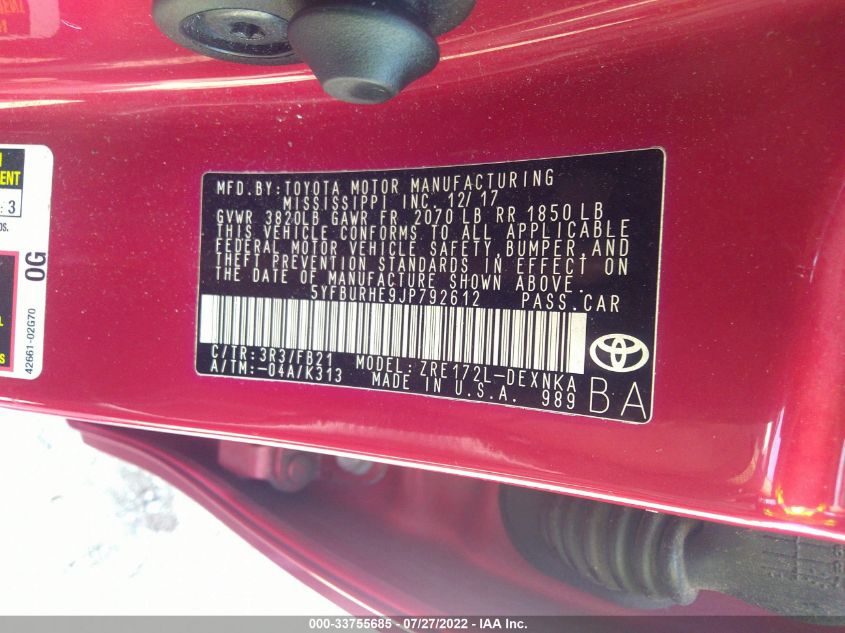 MFD. BY: TOYOTA MOTOR MANUFACTURING
MISSISSIPPI INC. 12/17
GVWR 3820LB GAWR FR 2070 LB RR 1850 LB
THIS VEHICLE CONFORMS TO ALL APPLICABLE
FEDERAL MOTOR VEHICLE SAFETY, BUMPER, AND
THEFT PREVENTION STANDARDS IN EFFECT ON
THE DATE OF MANUFACTURE SHOWN ABOVE.
5YFBURHE9JP792612 PASS.CAR
C/TR:3R3/FB21 MODEL:ZRE172L-DEXNKA
A/TM:-04A/K313 MADE IN U.S.A. 989
BA
: 3
OG
42661-02G70
000-33755685 - 07/27/2022 - IAA Inc.